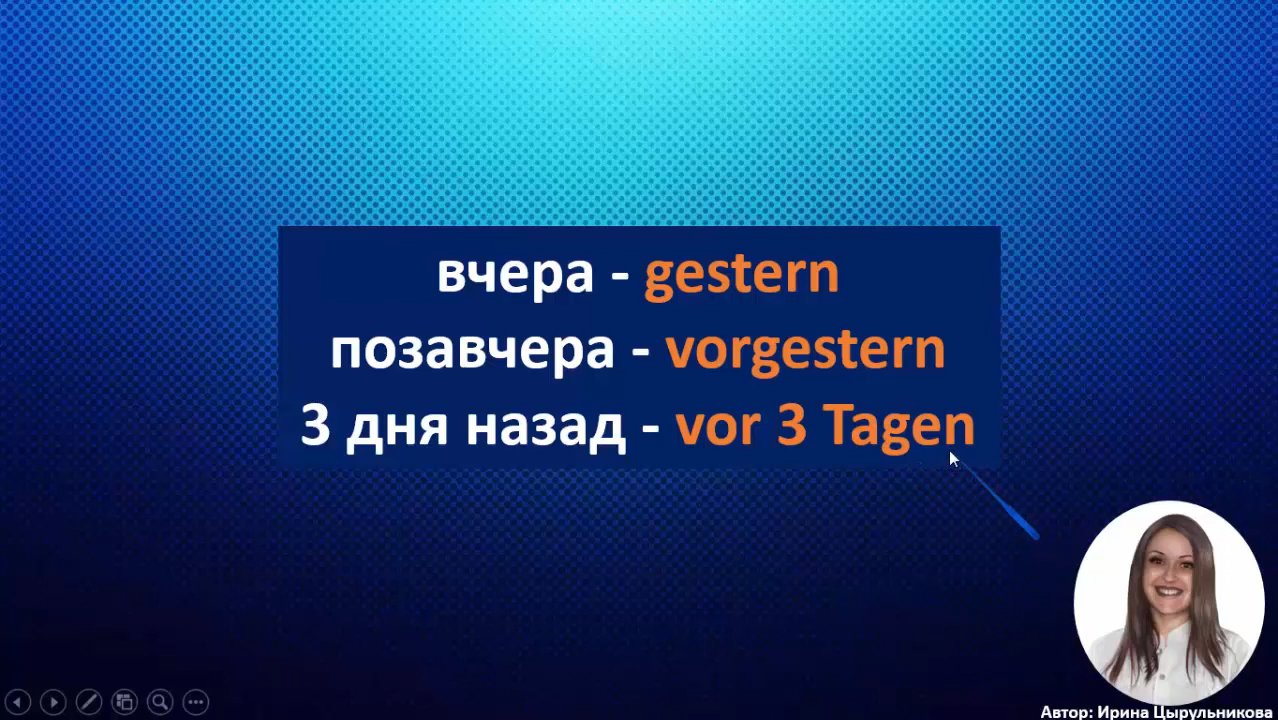 вчера - gestern
позавчера - vorgestern
3 дня назад - vor 3 Tagen
Автор: Ирина Цырульникова